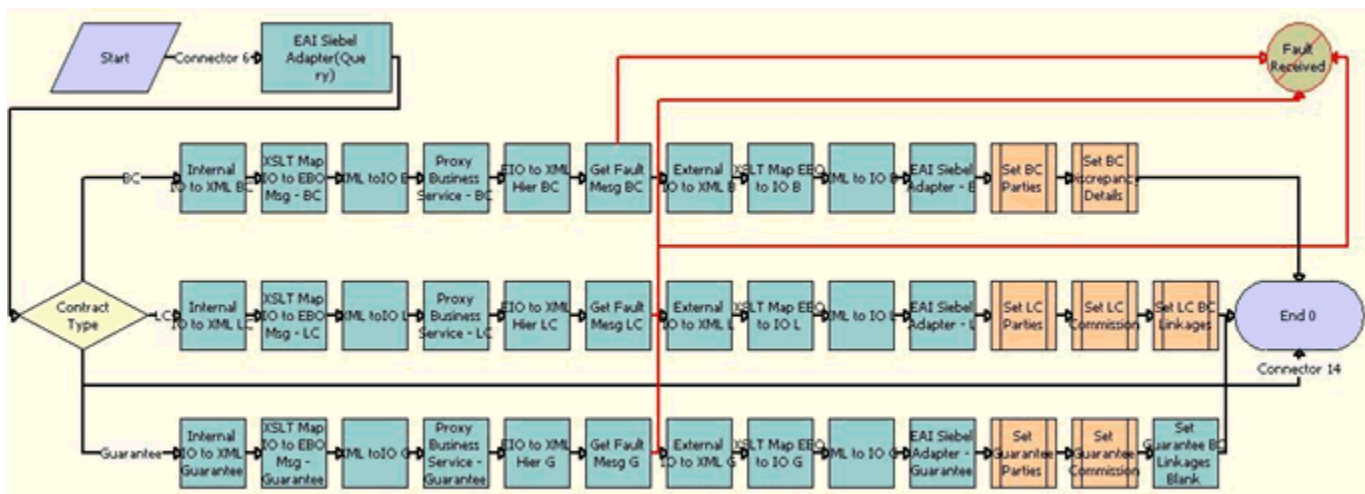 Start
Connector 6
EAI Siebel
Adapter(Que
ry)
Fault
Received
BC
Internal
IO to XML BC
XSLT Map
IO to EBO
Msg - BC
XML toIO B
Proxy
Business
Service - BC
EIO to XML
Hier BC
Get Fault
Mesg BC
External
IO to XML B
XSLT Map EBO
to IO B
XML to IO B
EAI Siebel
Adapter - B
Set BC
Parties
Set BC
Discrepancy
Details
Contract
Type
LC
Internal
IO to XML LC
XSLT Map
IO to EBO
Msg - LC
XML toIO L
Proxy
Business
Service - LC
EIO to XML
Hier LC
Get Fault
Mesg LC
External
IO to XML L
XSLT Map EBO
to IO L
XML to IO L
EAI Siebel
Adapter - L
Set LC
Parties
Set LC
Commission
Set LC BC
Linkages
End 0
Connector 14
Guarantee
Internal
IO to XML
Guarantee
XSLT Map
IO to EBO
Msg -
Guarantee
XML toIO G
Proxy
Business
Service -
Guarantee
EIO to XML
Hier G
Get Fault
Mesg G
External
IO to XML G
XSLT Map EBO
to IO G
XML to IO G
EAI Siebel
Adapter -
Guarantee
Set
Guarantee
Parties
Set
Guarantee
Commission
Set
Guarantee BC
Linkages
Blank